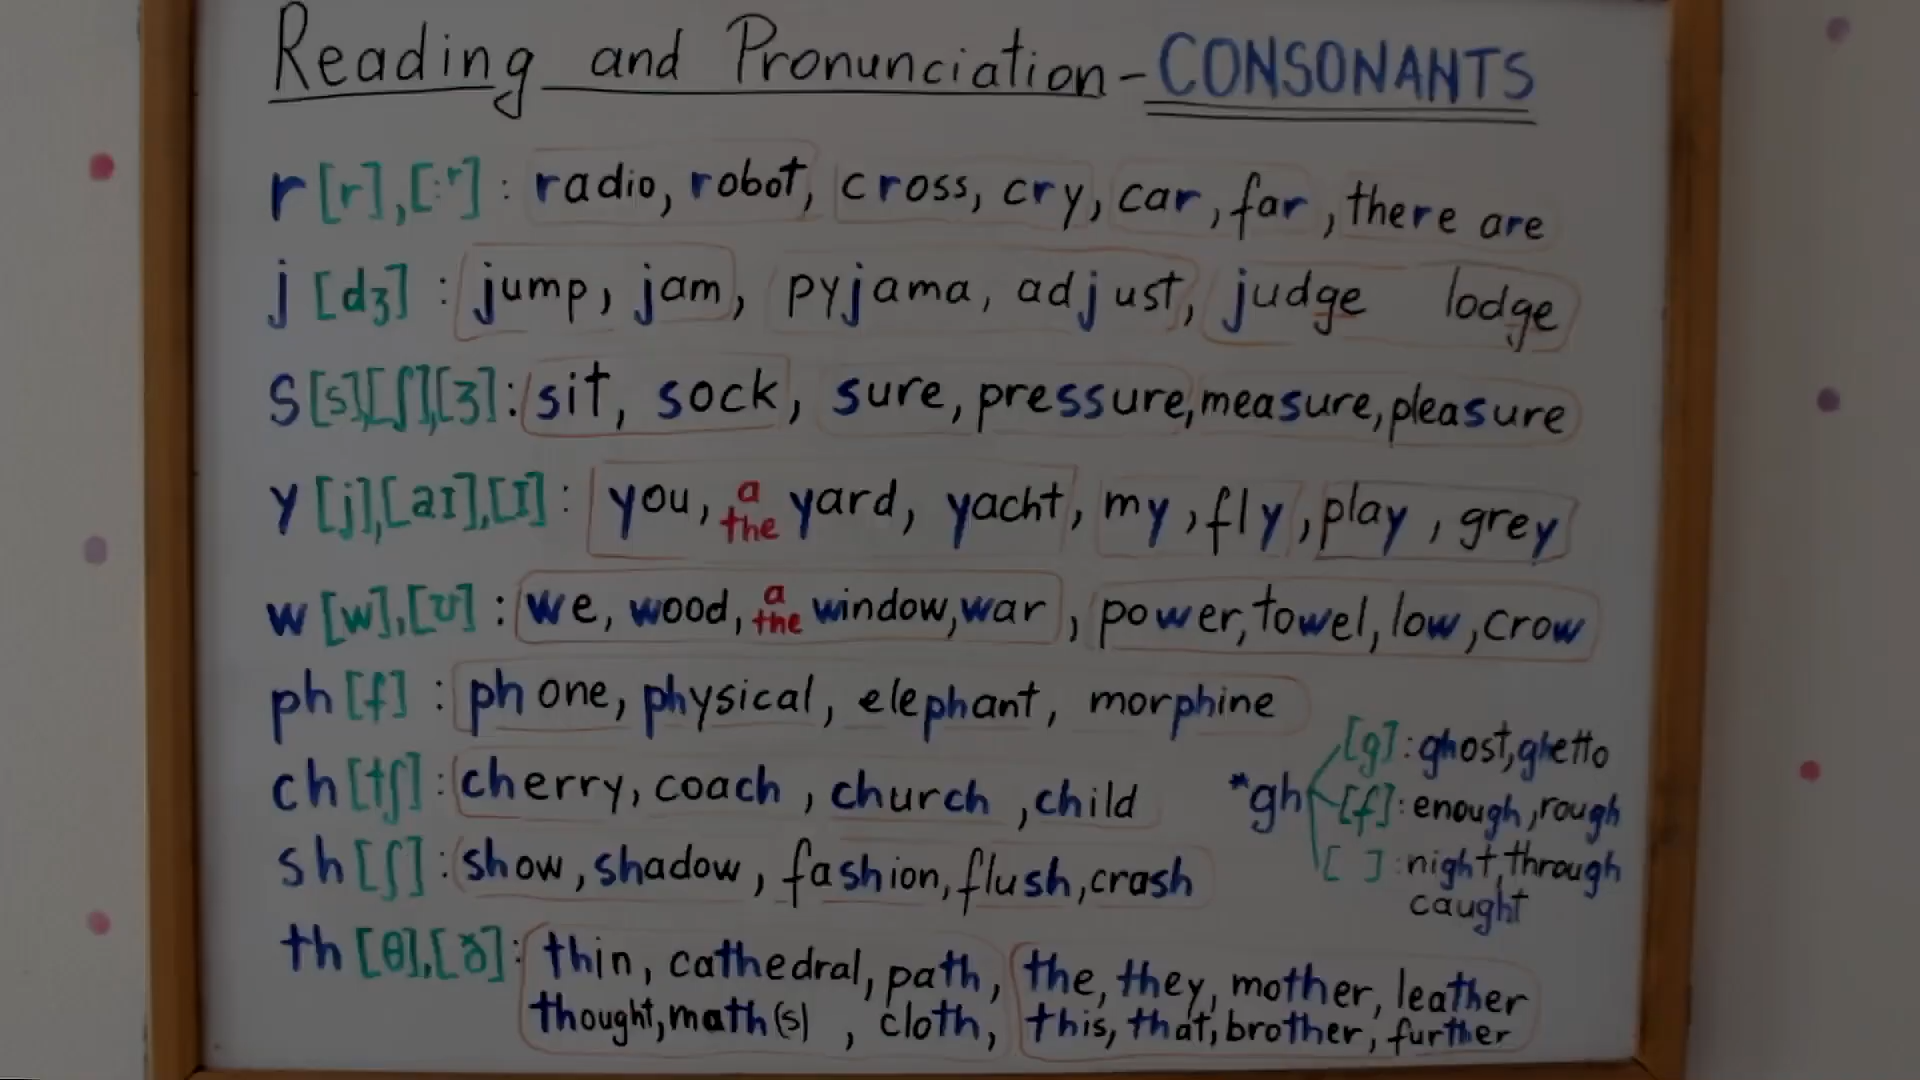 Reading and Pronunciation - CONSONANTS
r [r],[:ʳ] : radio, robot, cross, cry, car, far, there are
j [dʒ] : jump, jam, pyjama, adjust, judge lodge
s [s],[ʃ],[ʒ]: sit, sock, sure, pressure, measure, pleasure
y [j],[aɪ],[ɪ] : you, a the yard, yacht, my, fly, play, grey
w [w],[ʊ] : we, wood, a the window, war, power, towel, low, crow
ph [f] : phone, physical, elephant, morphine
ch [tʃ] : cherry, coach, church, child
sh [ʃ] : show, shadow, fashion, flush, crash
*gh [g]: ghost, ghetto
[f]: enough, rough
[ ]: night, through
caught
th [θ],[ð]: thin, cathedral, path, the, they, mother, leather
thought, math(s), cloth, this, that, brother, further